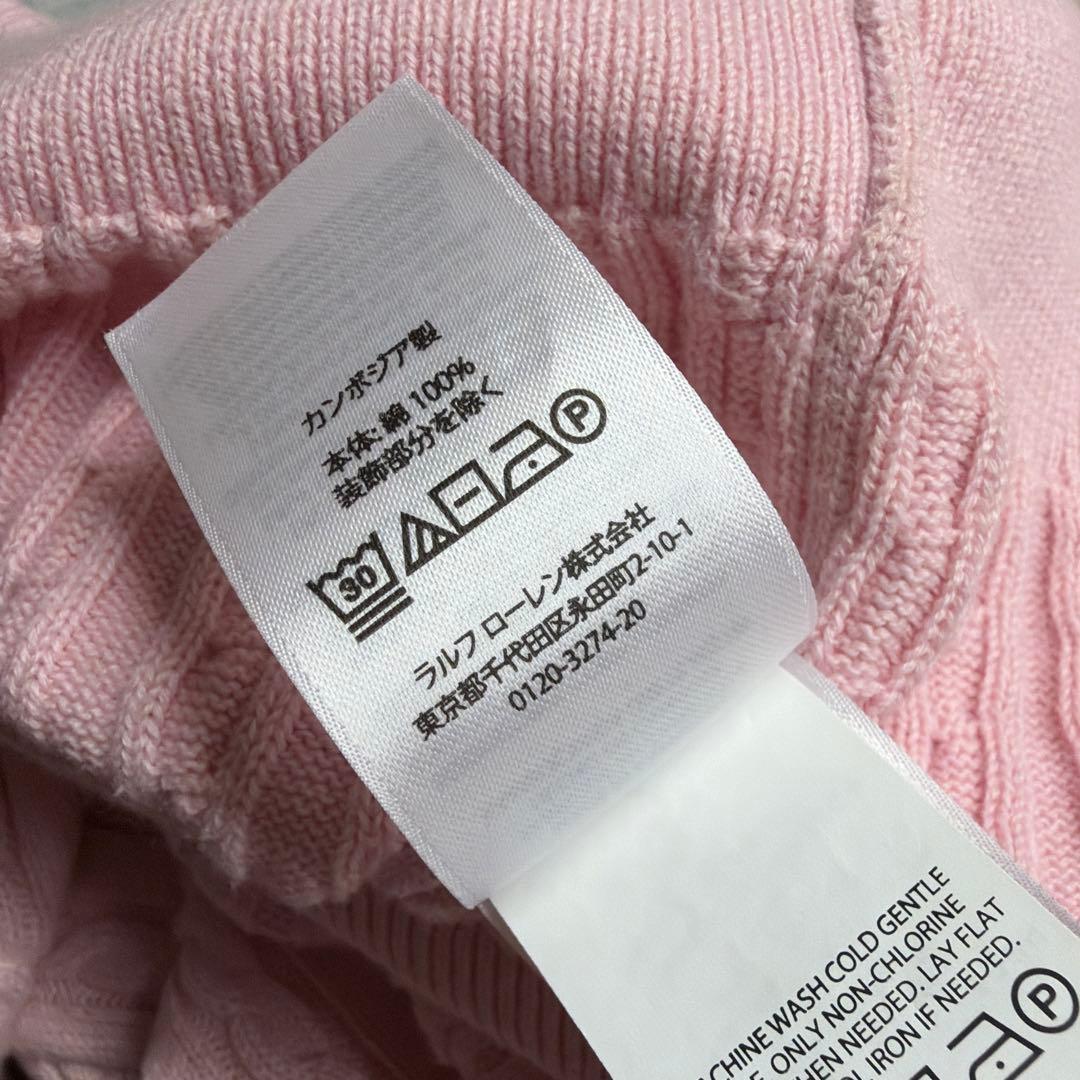 カンボジア製
本体: 綿 100%
装飾部分を除く
30
P
ラルフ ローレン株式会社
東京都千代田区永田町2-10-1
0120-3274-20
WASH COLD GENTLE
ONLY NON-CHLORINE
NEEDED. LAY FLAT
IRON IF NEEDED.
P